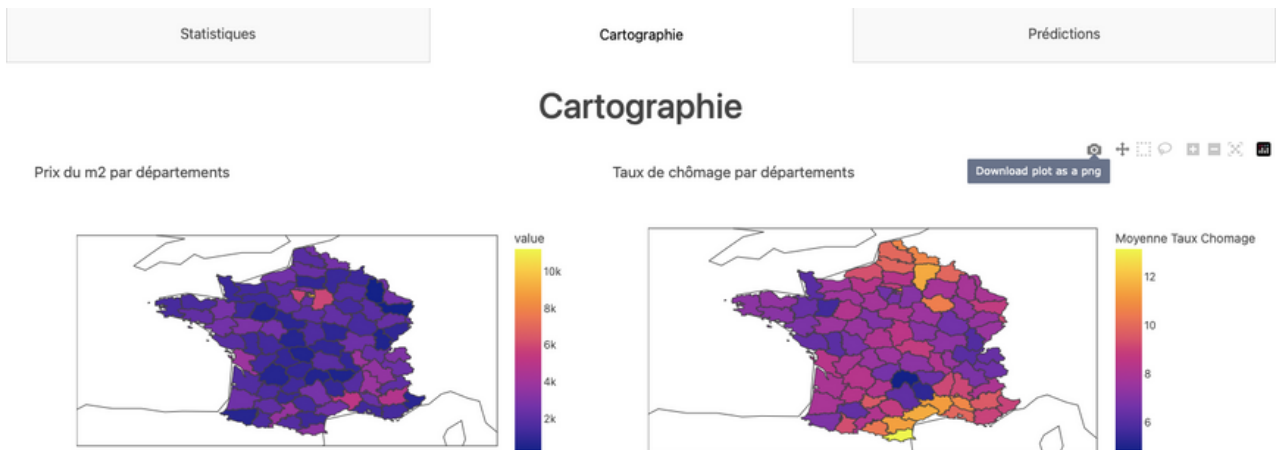 Statistiques
Cartographie
Prédictions
Cartographie
Download plot as a png
Prix du m2 par départements
Taux de chômage par départements
value
10k
8k
6k
4k
2k
Moyenne Taux Chomage
12
10
8
6